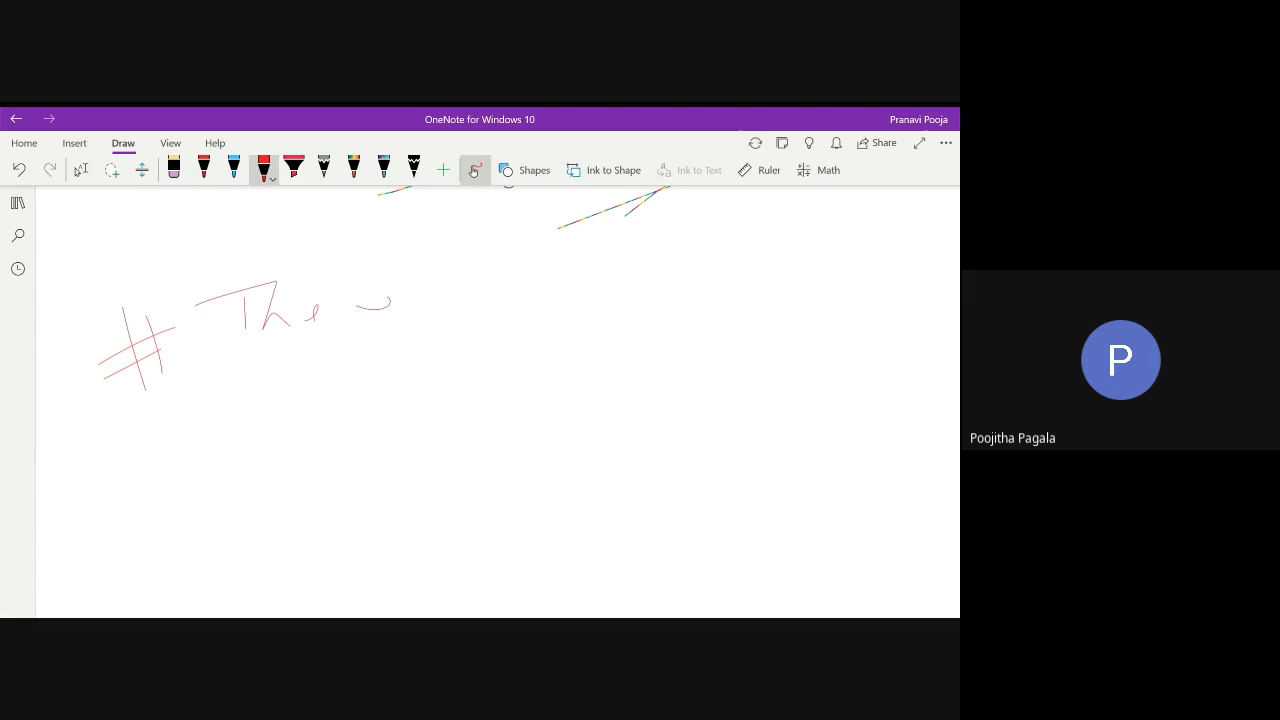 OneNote for Windows 10
Pranavi Pooja
Home Insert Draw View Help
Share
Shapes Ink to Shape Ink to Text Ruler Math
# The
P
Poojitha Pagala